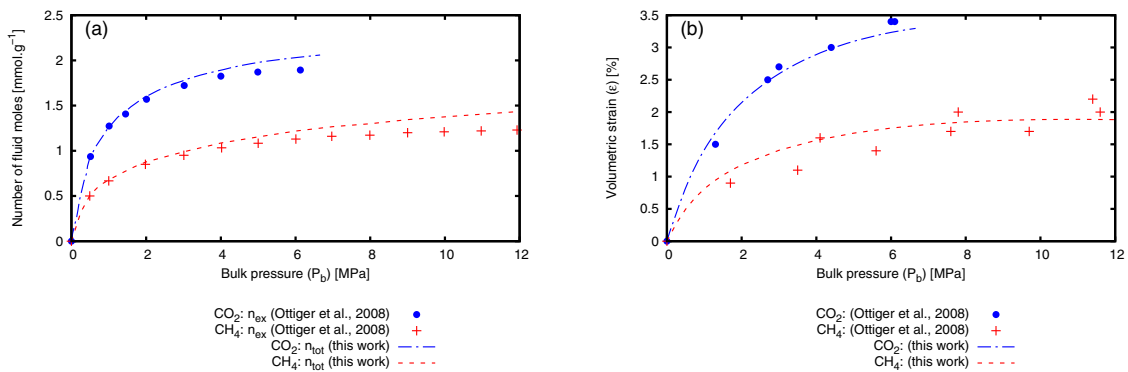 (a)
Number of fluid moles [mmol.g⁻¹]
2.5
2
1.5
1
0.5
0
0 2 4 6 8 10 12
Bulk pressure (P_b) [MPa]
CO₂: n_ex (Ottiger et al., 2008)
CH₄: n_ex (Ottiger et al., 2008)
CO₂: n_tot (this work)
CH₄: n_tot (this work)
(b)
Volumetric strain (ε) [%]
3.5%
3%
2.5%
2%
1.5%
1%
0.5%
0%
0 2 4 6 8 10 12
Bulk pressure (P_b) [MPa]
CO₂: (Ottiger et al., 2008)
CH₄: (Ottiger et al., 2008)
CO₂: (this work)
CH₄: (this work)